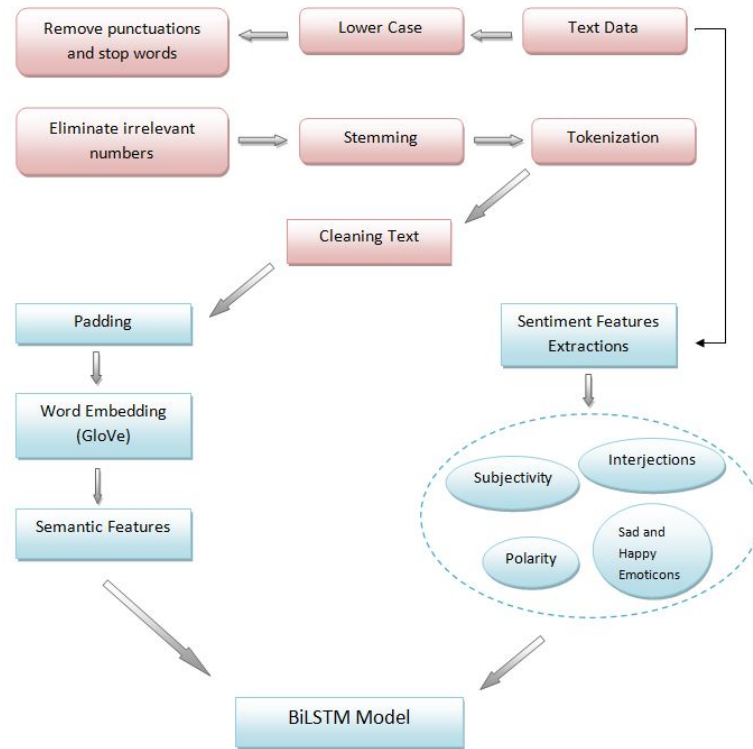 Remove punctuations
and stop words
Lower Case
Text Data
Eliminate irrelevant
numbers
Stemming
Tokenization
Cleaning Text
Padding
Sentiment Features
Extractions
Word Embedding
(GloVe)
Subjectivity
Interjections
Semantic Features
Polarity
Sad and
Happy
Emoticons
BiLSTM Model